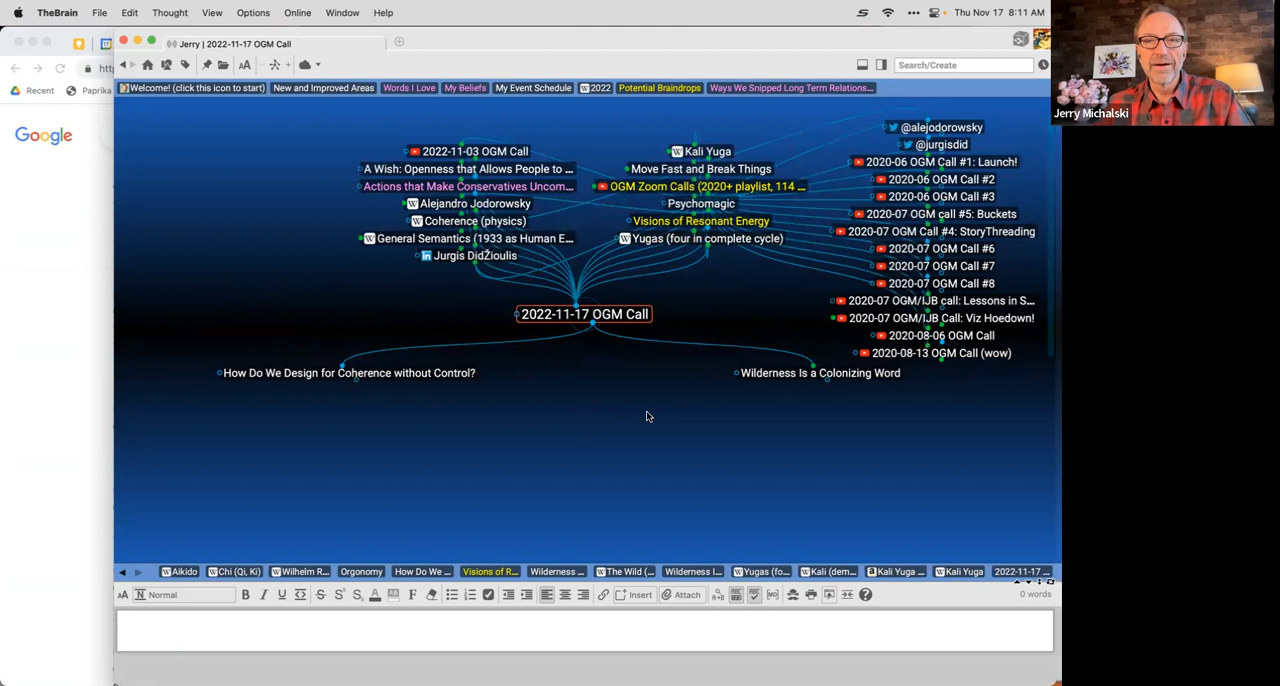 TheBrain File Edit Thought View Options Online Window Help
Thu Nov 17 8:11 AM
Jerry | 2022-11-17 OGM Call
Search/Create
Recent
Paprika
Google
Welcome! (click this icon to start) New and Improved Areas Words I Love My Beliefs My Event Schedule 2022 Potential Braindrops Ways We Snipped Long Term Relations...
Jerry Michalski
2022-11-03 OGM Call
A Wish: Openness that Allows People to ...
Actions that Make Conservatives Uncom...
Alejandro Jodorowsky
Coherence (physics)
General Semantics (1933 as Human E...
Jurgis Didžioulis
Kali Yuga
Move Fast and Break Things
OGM Zoom Calls (2020+ playlist, 114 ...
Psychomagic
Visions of Resonant Energy
Yugas (four in complete cycle)
@alejodorowsky
@jurgisdid
2020-06 OGM Call #1: Launch!
2020-06 OGM Call #2
2020-06 OGM Call #3
2020-07 OGM call #5: Buckets
2020-07 OGM Call #4: StoryThreading
2020-07 OGM Call #6
2020-07 OGM Call #7
2020-07 OGM Call #8
2020-07 OGM/IJB call: Lessons in S...
2020-07 OGM/IJB Call: Viz Hoedown!
2020-08-06 OGM Call
2020-08-13 OGM Call (wow)
2022-11-17 OGM Call
How Do We Design for Coherence without Control?
Wilderness Is a Colonizing Word
Aikido Chi (Qi, Ki) Wilhelm R... Orgonomy How Do We ... Visions of R... Wilderness ... The Wild (... Wilderness I... Yugas (fo... Kali (dem... Kali Yuga ... Kali Yuga 2022-11-17 ...
Normal
Insert
Attach
0 words